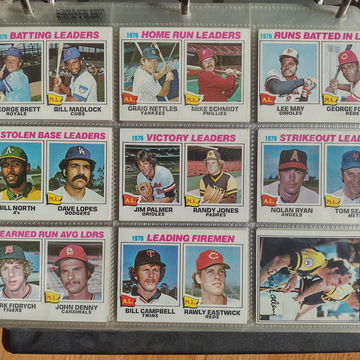 1976 BATTING LEADERS
GEORGE BRETT
ROYALS
N.L.
BILL MADLOCK
CUBS
1976 HOME RUN LEADERS
A.L.
GRAIG NETTLES
YANKEES
N.L.
MIKE SCHMIDT
PHILLIES
1976 RUNS BATTED IN
A.L.
LEE MAY
ORIOLES
N.L.
GEORGE
REDS
STOLEN BASE LEADERS
BILL NORTH
A's
N.L.
DAVE LOPES
DODGERS
1976 VICTORY LEADERS
A.L.
JIM PALMER
ORIOLES
N.L.
RANDY JONES
PADRES
1976 STRIKEOUT
A.L.
NOLAN RYAN
ANGELS
N.L.
TOM
METS
EARNED RUN AVG LDRS
FIDRYCH
TIGERS
N.L.
JOHN DENNY
CARDINALS
1976 LEADING FIREMEN
A.L.
BILL CAMPBELL
TWINS
N.L.
RAWLY EASTWICK
REDS